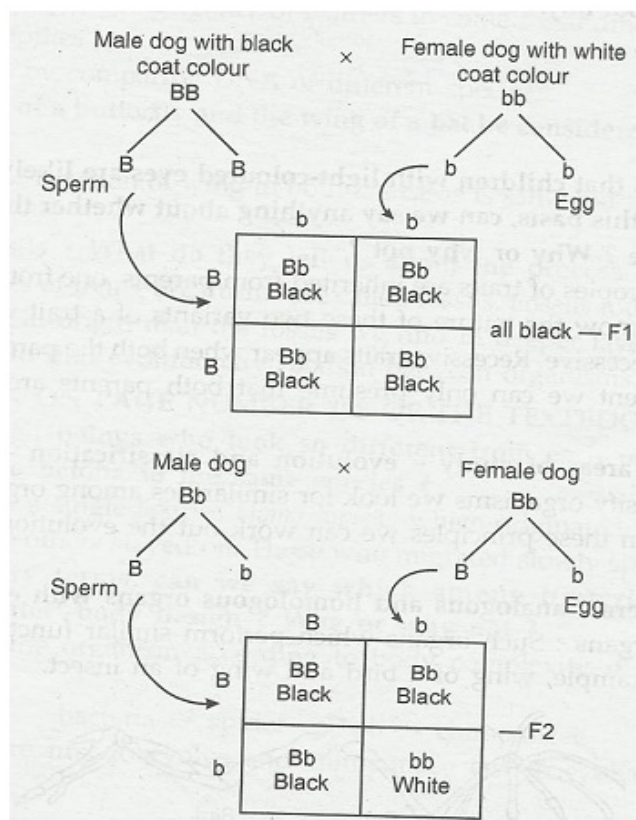 Male dog with black
coat colour
×
Female dog with white
coat colour
BB
bb
B B
b b
Sperm
Egg
b b
B
Bb
Black
Bb
Black
all black — F1
B
Bb
Black
Bb
Black
Male dog
×
Female dog
Bb
Bb
B b
B b
Sperm
Egg
B b
B
BB
Black
Bb
Black
— F2
b
Bb
Black
bb
White